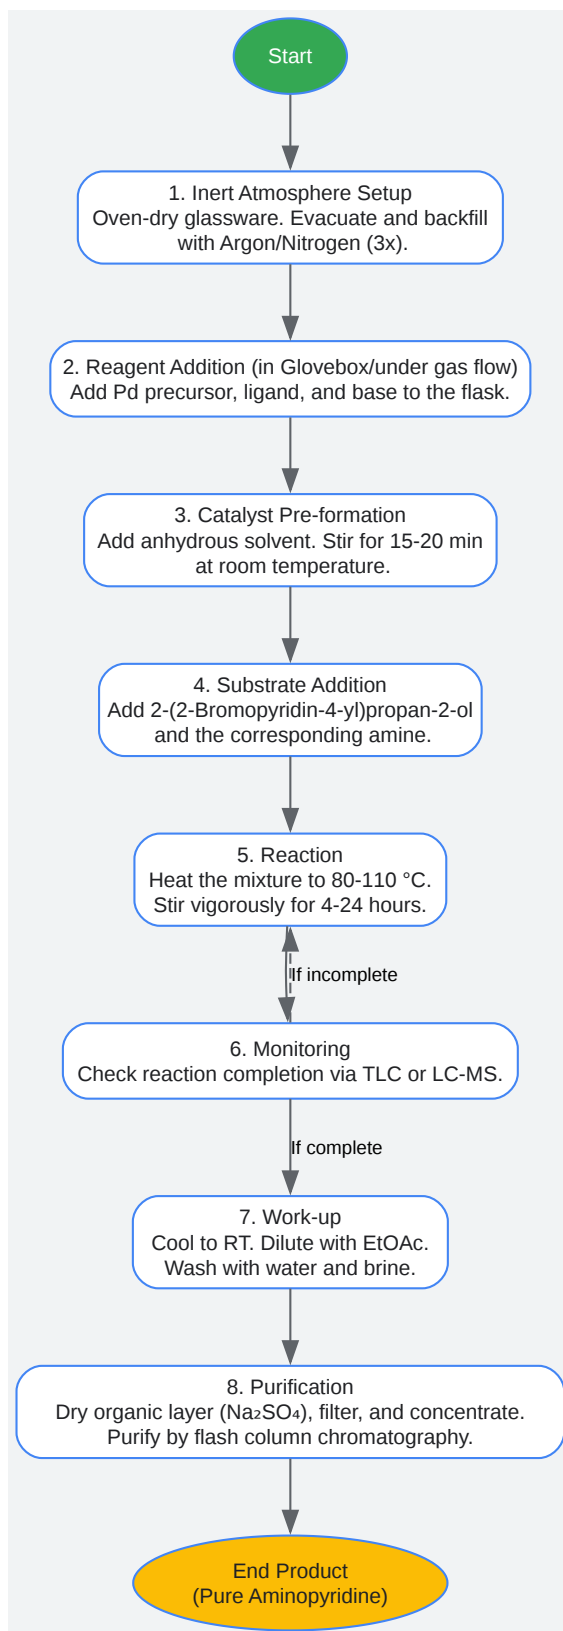 Start
1. Inert Atmosphere Setup
Oven-dry glassware. Evacuate and backfill
with Argon/Nitrogen (3x).
2. Reagent Addition (in Glovebox/under gas flow)
Add Pd precursor, ligand, and base to the flask.
3. Catalyst Pre-formation
Add anhydrous solvent. Stir for 15-20 min
at room temperature.
4. Substrate Addition
Add 2-(2-Bromopyridin-4-yl)propan-2-ol
and the corresponding amine.
5. Reaction
Heat the mixture to 80-110 °C.
Stir vigorously for 4-24 hours.
If incomplete
6. Monitoring
Check reaction completion via TLC or LC-MS.
If complete
7. Work-up
Cool to RT. Dilute with EtOAc.
Wash with water and brine.
8. Purification
Dry organic layer (Na₂SO₄), filter, and concentrate.
Purify by flash column chromatography.
End Product
(Pure Aminopyridine)